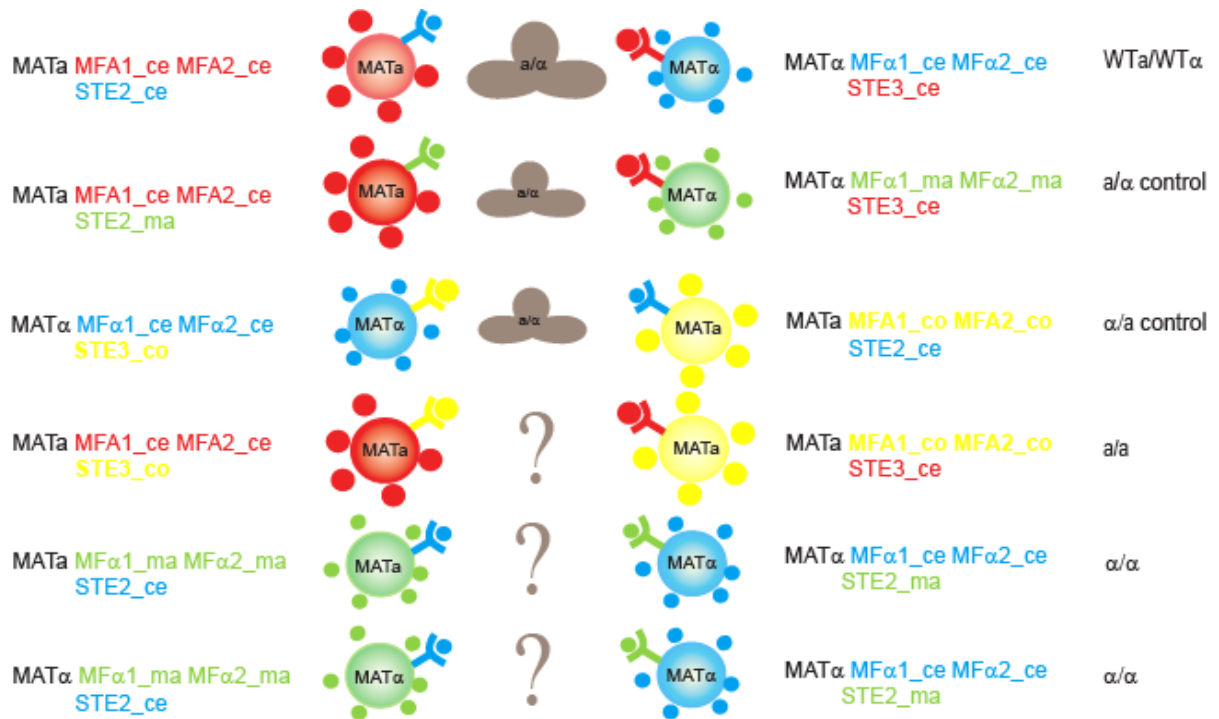 MATa MFA1_ce MFA2_ce
STE2_ce
MATa
a/α
MATα
MATα MFα1_ce MFα2_ce
STE3_ce
WTa/WTα
MATa MFA1_ce MFA2_ce
STE2_ma
MATa
a/α
MATα
MATα MFα1_ma MFα2_ma
STE3_ce
a/α control
MATα MFα1_ce MFα2_ce
STE3_co
MATα
a/α
MATa
MATa MFA1_co MFA2_co
STE2_ce
α/a control
MATa MFA1_ce MFA2_ce
STE3_co
MATa
?
MATa
MATa MFA1_co MFA2_co
STE3_ce
a/a
MATa MFα1_ma MFα2_ma
STE2_ce
MATa
?
MATα
MATα MFα1_ce MFα2_ce
STE2_ma
α/α
MATα MFα1_ma MFα2_ma
STE2_ce
MATα
?
MATα
MATα MFα1_ce MFα2_ce
STE2_ma
α/α